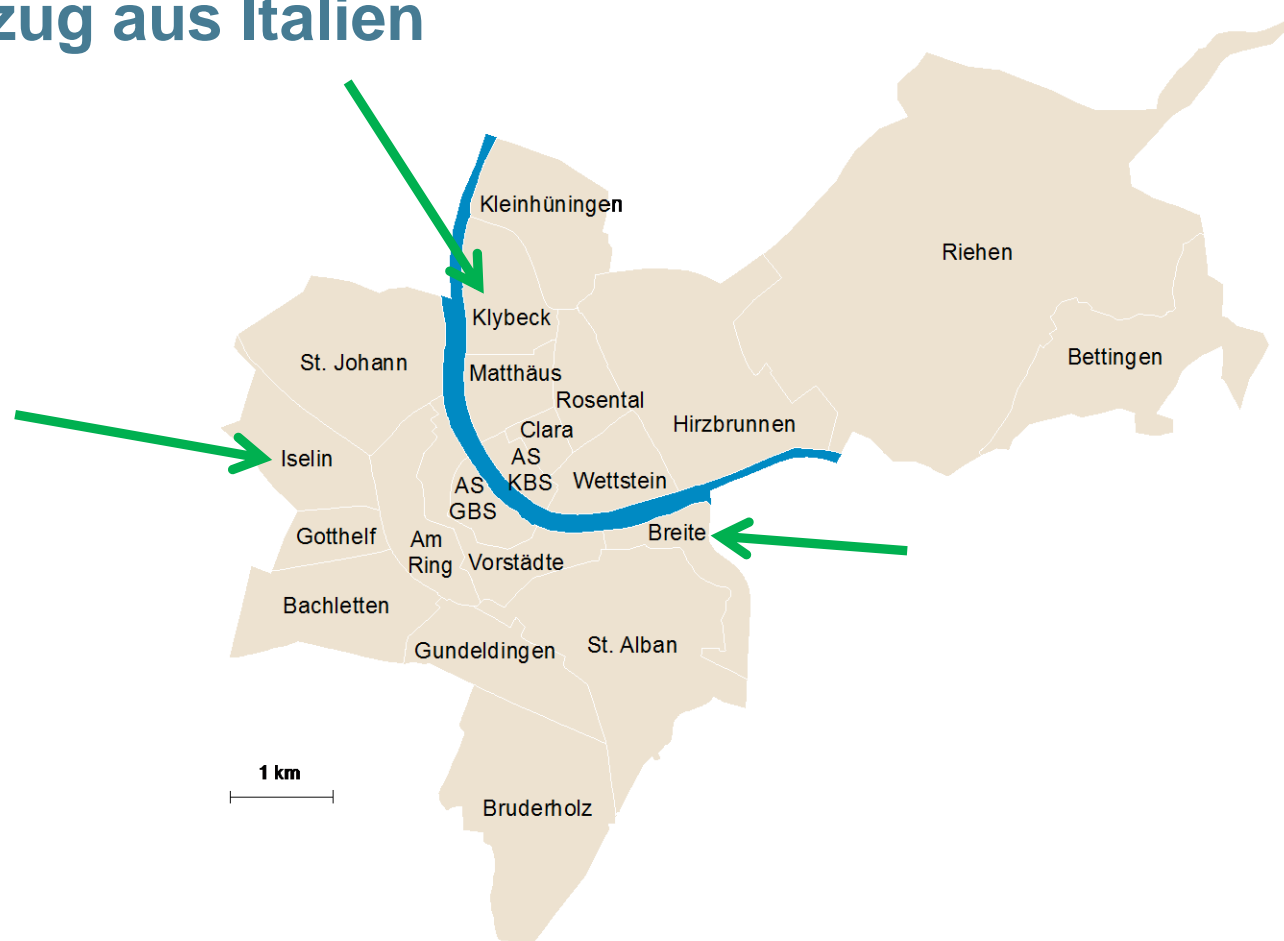 zug aus Italien
Kleinhüningen
Riehen
Klybeck
Bettingen
St. Johann
Matthäus
Rosental
Hirzbrunnen
Clara
Iselin
AS
KBS
Wettstein
AS
GBS
Breite
Gotthelf
Am
Ring
Vorstädte
Bachletten
St. Alban
Gundeldingen
1 km
Bruderholz